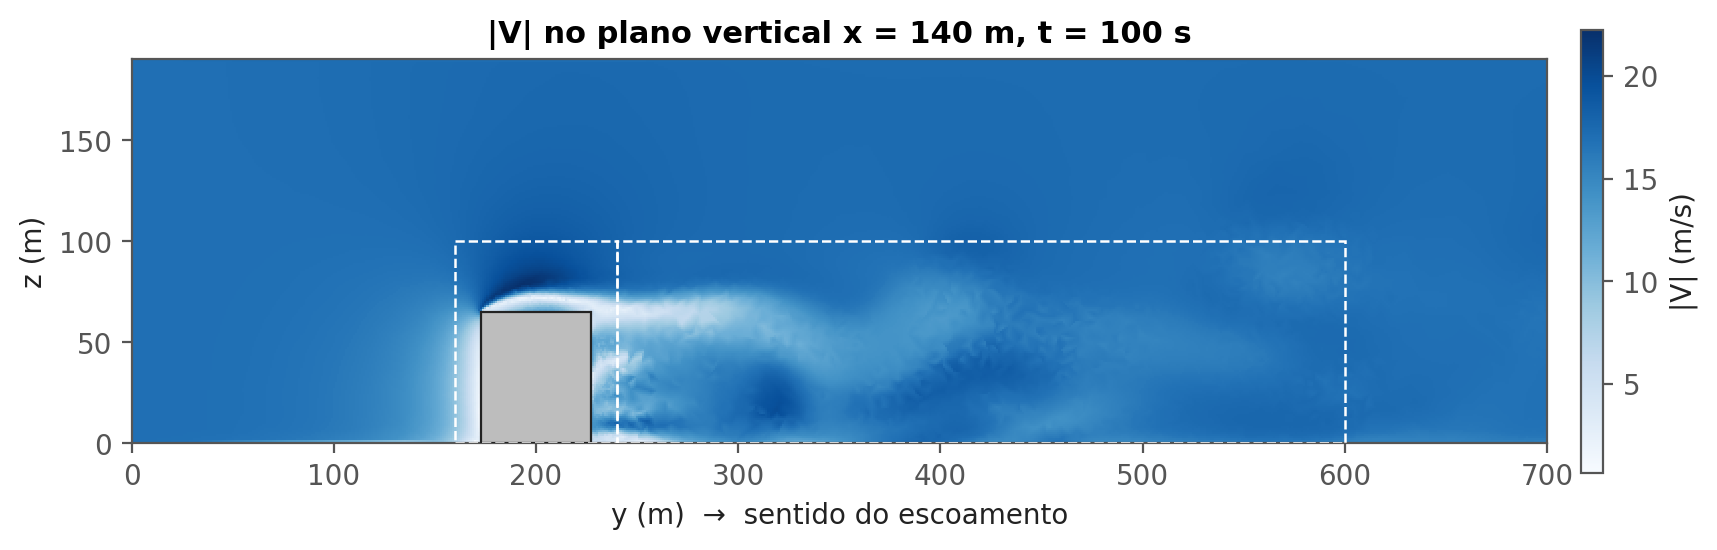 |V| no plano vertical x = 140 m, t = 100 s
150
100
50
0
z (m)
0 100 200 300 400 500 600 700
y (m) → sentido do escoamento
20
15
10
5
|V| (m/s)